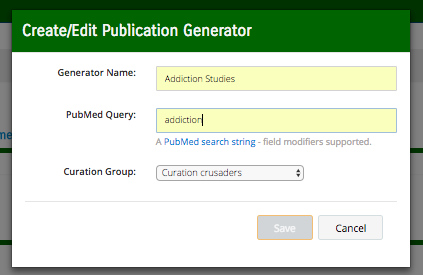 Create/Edit Publication Generator
Generator Name: Addiction Studies
PubMed Query: addiction
A PubMed search string - field modifiers supported.
Curation Group: Curation crusaders
Save Cancel